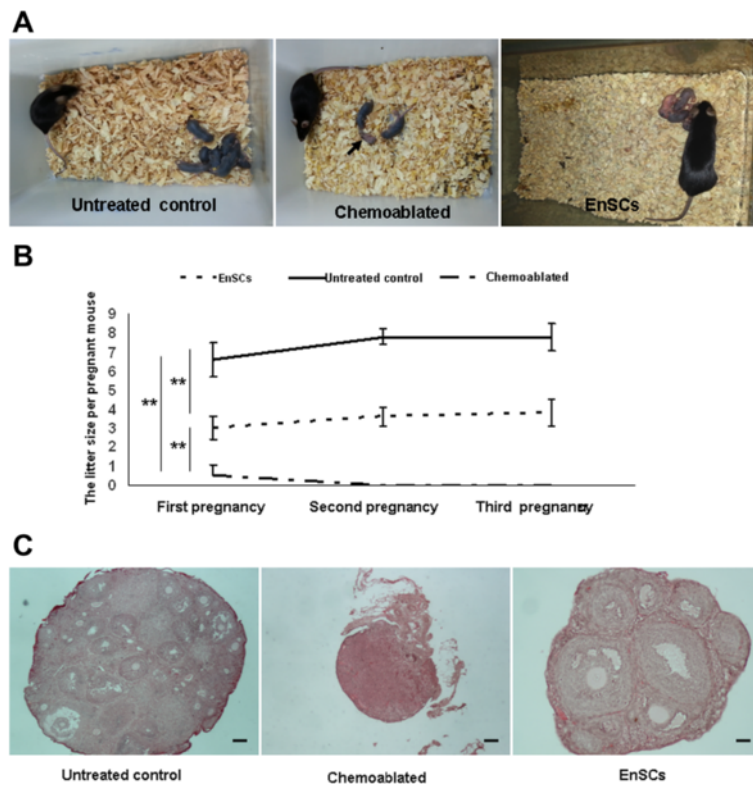 A
Untreated control
Chemoablated
EnSCs
B
EnSCs
Untreated control
Chemoablated
The litter size per pregnant mouse
9
8
7
6
5
4
3
2
1
0
**
**
**
First pregnancy
Second pregnancy
Third pregnancy
C
Untreated control
Chemoablated
EnSCs